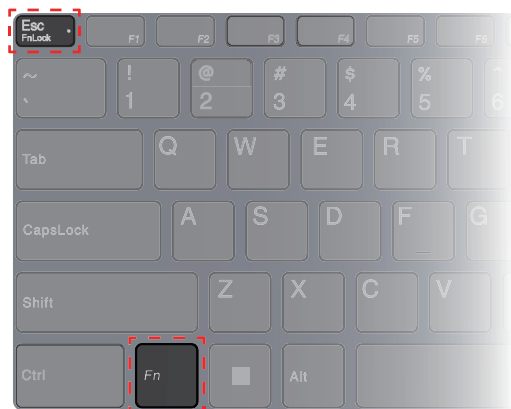 Esc
FnLock
F1
F2
F3
F4
F5
F6
~
`
!
1
@
2
#
3
$
4
%
5
^
6
Tab
Q
W
E
R
T
CapsLock
A
S
D
F
G
Shift
Z
X
C
V
Ctrl
Fn
Alt